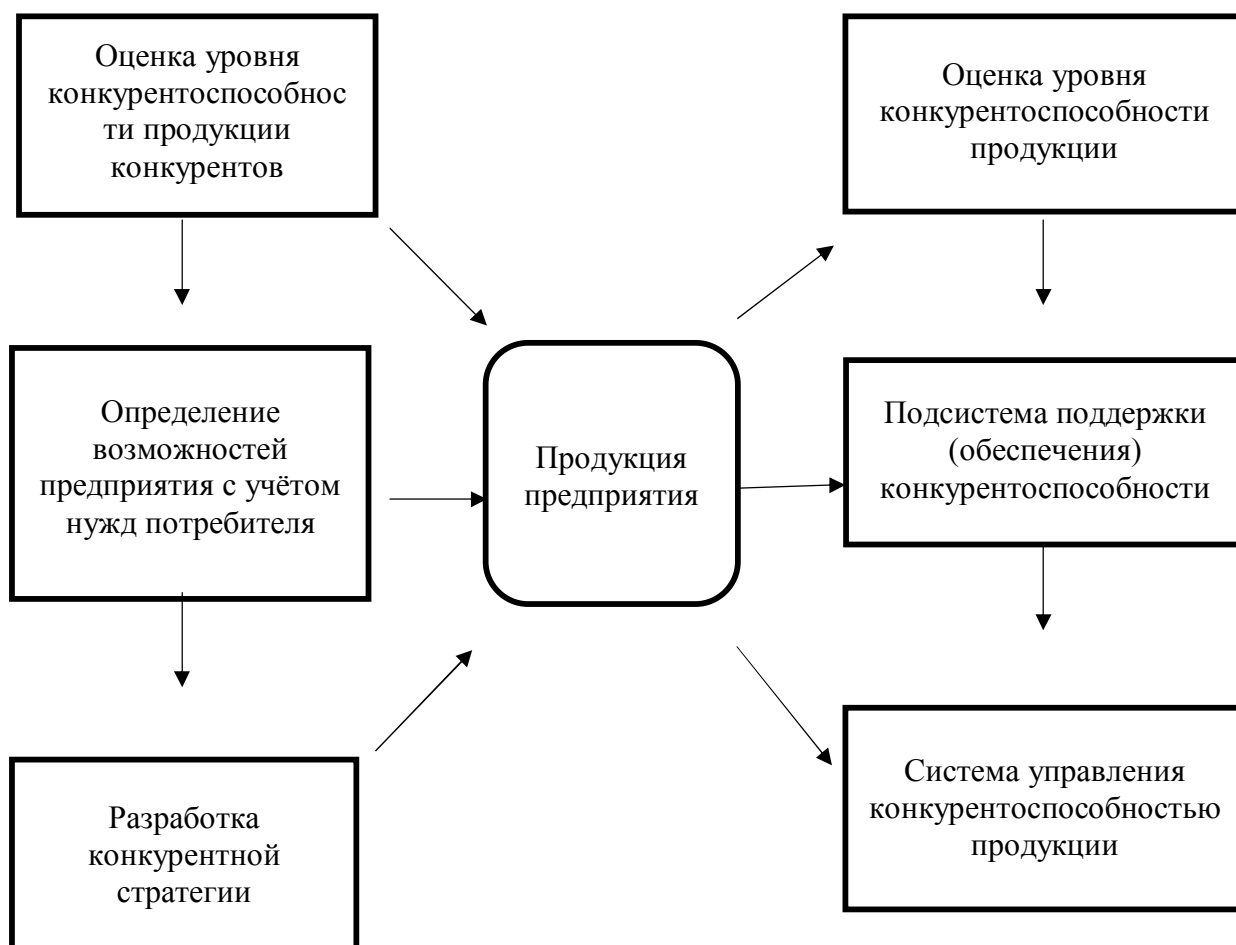 Оценка уровня
конкурентоспособнос
ти продукции
конкурентов
Оценка уровня
конкурентоспособности
продукции
Определение
возможностей
предприятия с учётом
нужд потребителя
Продукция
предприятия
Подсистема поддержки
(обеспечения)
конкурентоспособности
Разработка
конкурентной
стратегии
Система управления
конкурентоспособностью
продукции